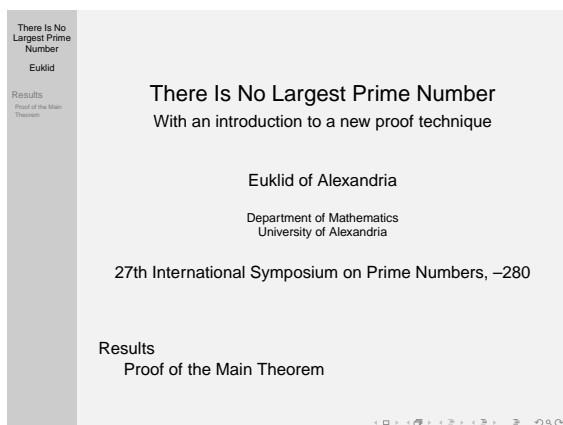 There Is No
Largest Prime
Number
Euklid
Results
Proof of the Main
Theorem
There Is No Largest Prime Number
With an introduction to a new proof technique
Euklid of Alexandria
Department of Mathematics
University of Alexandria
27th International Symposium on Prime Numbers, –280
Results
Proof of the Main Theorem